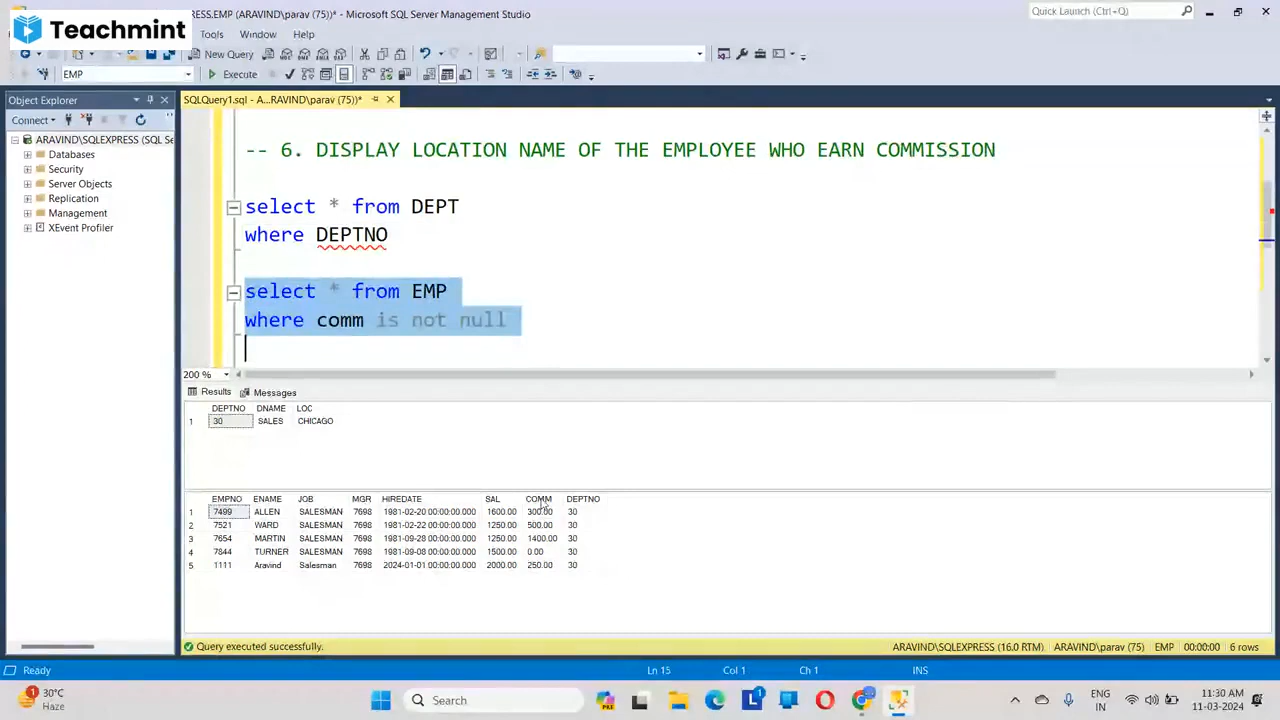 RESS.EMP (ARAVIND\parav (75))* - Microsoft SQL Server Management Studio
Quick Launch (Ctrl+Q)
Teachmint
Tools Window Help
New Query
EMP
Execute
Object Explorer
SQLQuery1.sql - A...RAVIND\parav (75))*
Connect
ARAVIND\SQLEXPRESS (SQL Se
Databases
Security
Server Objects
Replication
Management
XEvent Profiler
-- 6. DISPLAY LOCATION NAME OF THE EMPLOYEE WHO EARN COMMISSION
select * from DEPT
where DEPTNO
select * from EMP
where comm is not null
200 %
Results Messages
DEPTNO DNAME LOC
1 30 SALES CHICAGO
EMPNO ENAME JOB MGR HIREDATE SAL COMM DEPTNO
1 7499 ALLEN SALESMAN 7698 1981-02-20 00:00:00.000 1600.00 300.00 30
2 7521 WARD SALESMAN 7698 1981-02-22 00:00:00.000 1250.00 500.00 30
3 7654 MARTIN SALESMAN 7698 1981-09-28 00:00:00.000 1250.00 1400.00 30
4 7844 TURNER SALESMAN 7698 1981-09-08 00:00:00.000 1500.00 0.00 30
5 1111 Aravind Salesman 7698 2024-01-01 00:00:00.000 2000.00 250.00 30
Query executed successfully.
ARAVIND\SQLEXPRESS (16.0 RTM) ARAVIND\parav (75) EMP 00:00:00 6 rows
Ready
Ln 15 Col 1 Ch 1 INS
1
30°C
Haze
Search
PRE
1
ENG
IN
11:30 AM
11-03-2024